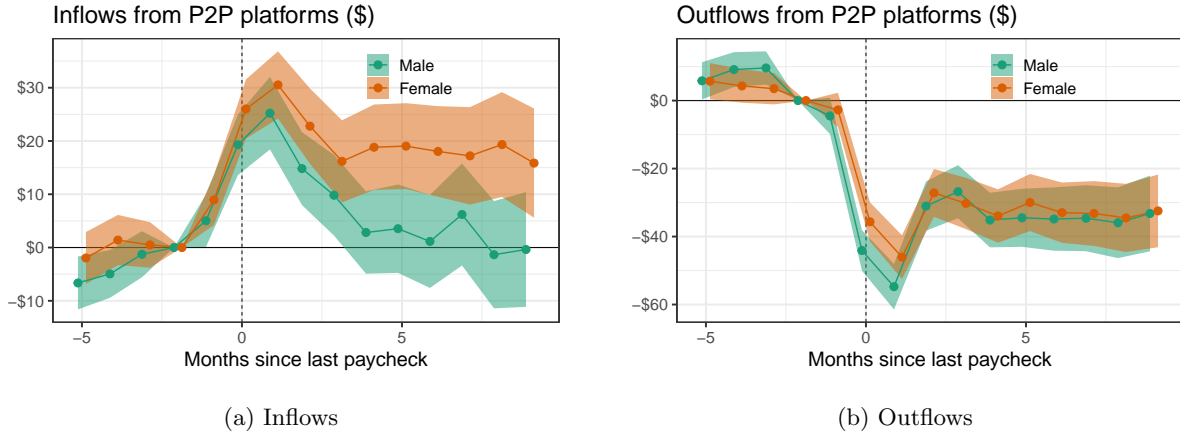 Inflows from P2P platforms ($)
Male
Female
$30
$20
$10
$0
−$10
−5
0
5
Months since last paycheck
(a) Inflows
Outflows from P2P platforms ($)
Male
Female
$0
−$20
−$40
−$60
−5
0
5
Months since last paycheck
(b) Outflows